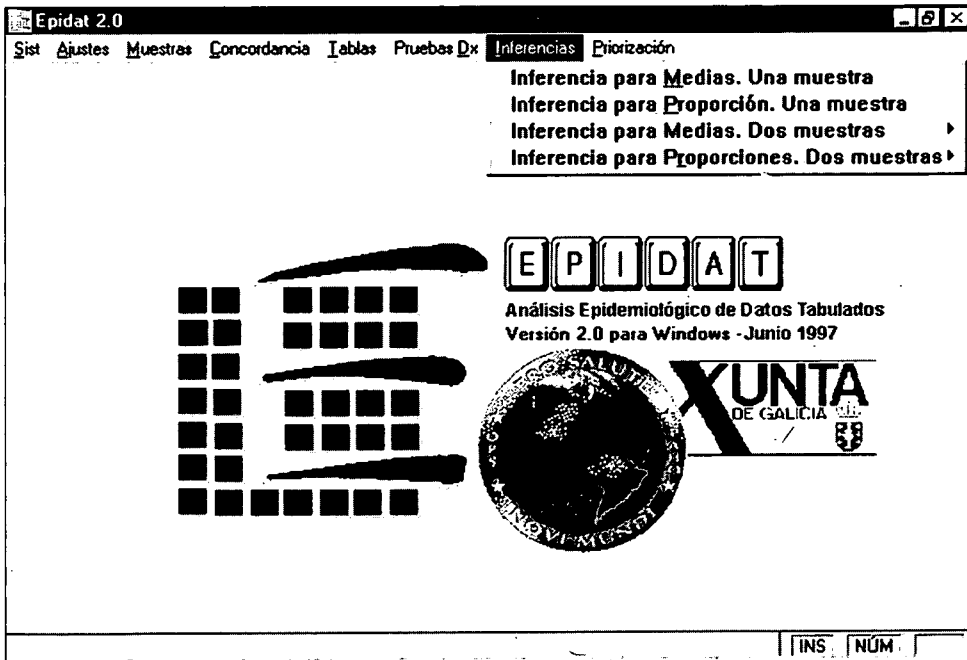 Epidat 2.0
Sist Ajustes Muestras Concordancia Tablas Pruebas Dx Inferencias Priorización
Inferencia para Medias. Una muestra
Inferencia para Proporción. Una muestra
Inferencia para Medias. Dos muestras
Inferencia para Proporciones. Dos muestras
EPIDAT
Análisis Epidemiológico de Datos Tabulados
Versión 2.0 para Windows - Junio 1997
XUNTA
DE GALICIA
NOVI MUNDI
INS NÚM